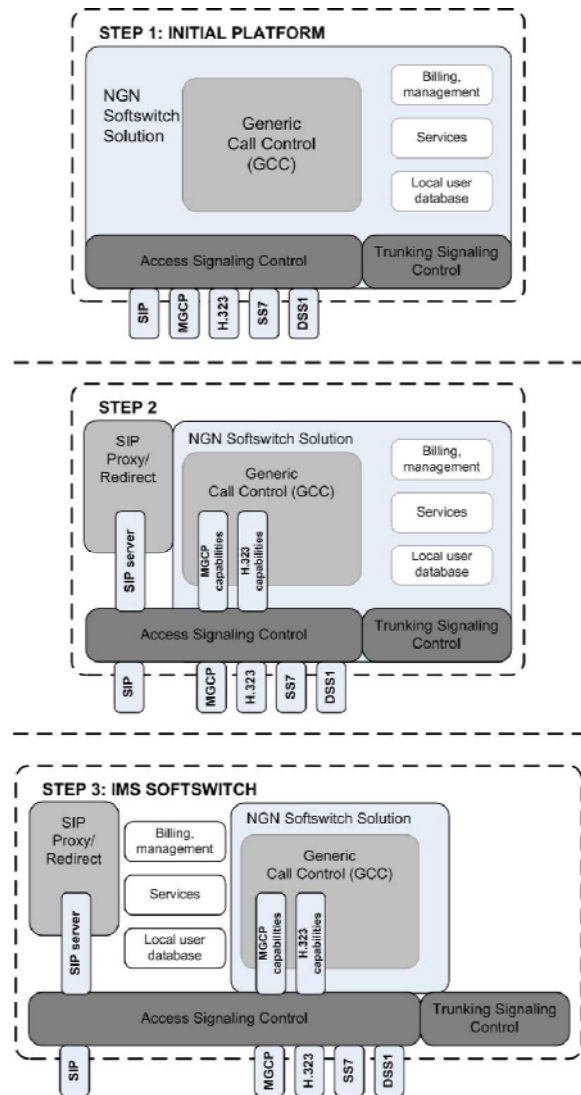 STEP 1: INITIAL PLATFORM
NGN
Softswitch
Solution
Generic
Call Control
(GCC)
Billing,
management
Services
Local user
database
Access Signaling Control
Trunking Signaling
Control
SIP
MGCP
H.323
SS7
DSS1
STEP 2
SIP
Proxy/
Redirect
NGN Softswitch Solution
Generic
Call Control (GCC)
Billing,
management
Services
Local user
database
SIP server
MGCP
capabilities
H.323
capabilities
Access Signaling Control
Trunking Signaling
Control
SIP
MGCP
H.323
SS7
DSS1
STEP 3: IMS SOFTSWITCH
SIP
Proxy/
Redirect
Billing,
management
Services
Local user
database
NGN Softswitch Solution
Generic
Call Control (GCC)
SIP server
MGCP
capabilities
H.323
capabilities
Access Signaling Control
Trunking Signaling
Control
SIP
MGCP
H.323
SS7
DSS1